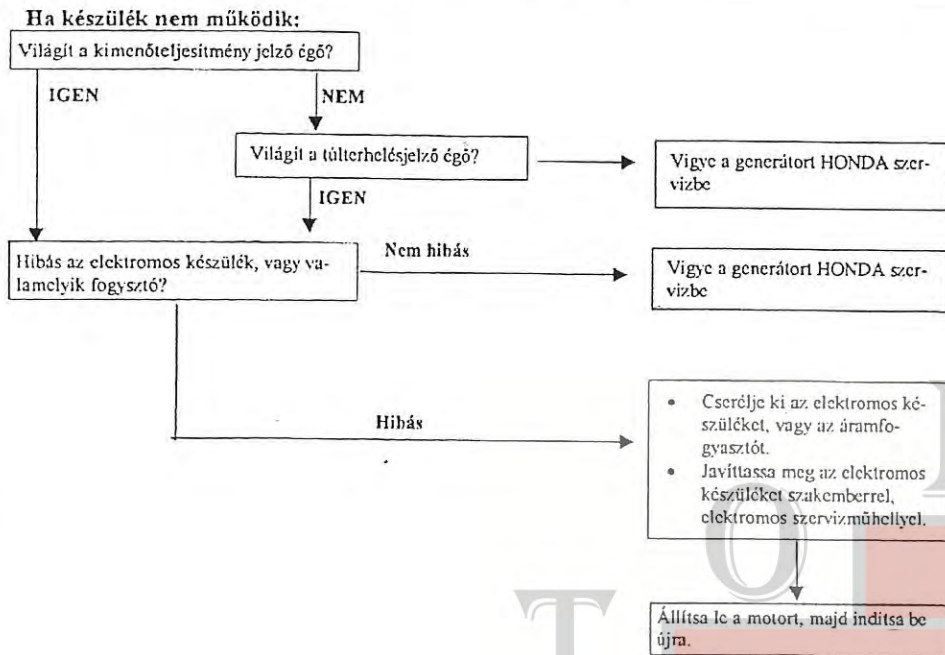 Ha készülék nem működik:
Világít a kimenőteljesítmény jelző égő?
IGEN
NEM
Világít a túlterhelésjelző égő?
Vigye a generátort HONDA szer-
vizbe
IGEN
Hibás az elektromos készülék, vagy va-
lamelyik fogysztó?
Nem hibás
Vigye a generátort HONDA szer-
vizbe
Hibás
• Cserélje ki az elektromos ké-
szüléket, vagy az áramfo-
gyasztót.
• Javíttassa meg az elektromos
készüléket szakemberrel,
elektromos szervizműhellyel.
Állítsa le a motort, majd indítsa be
újra.
T O